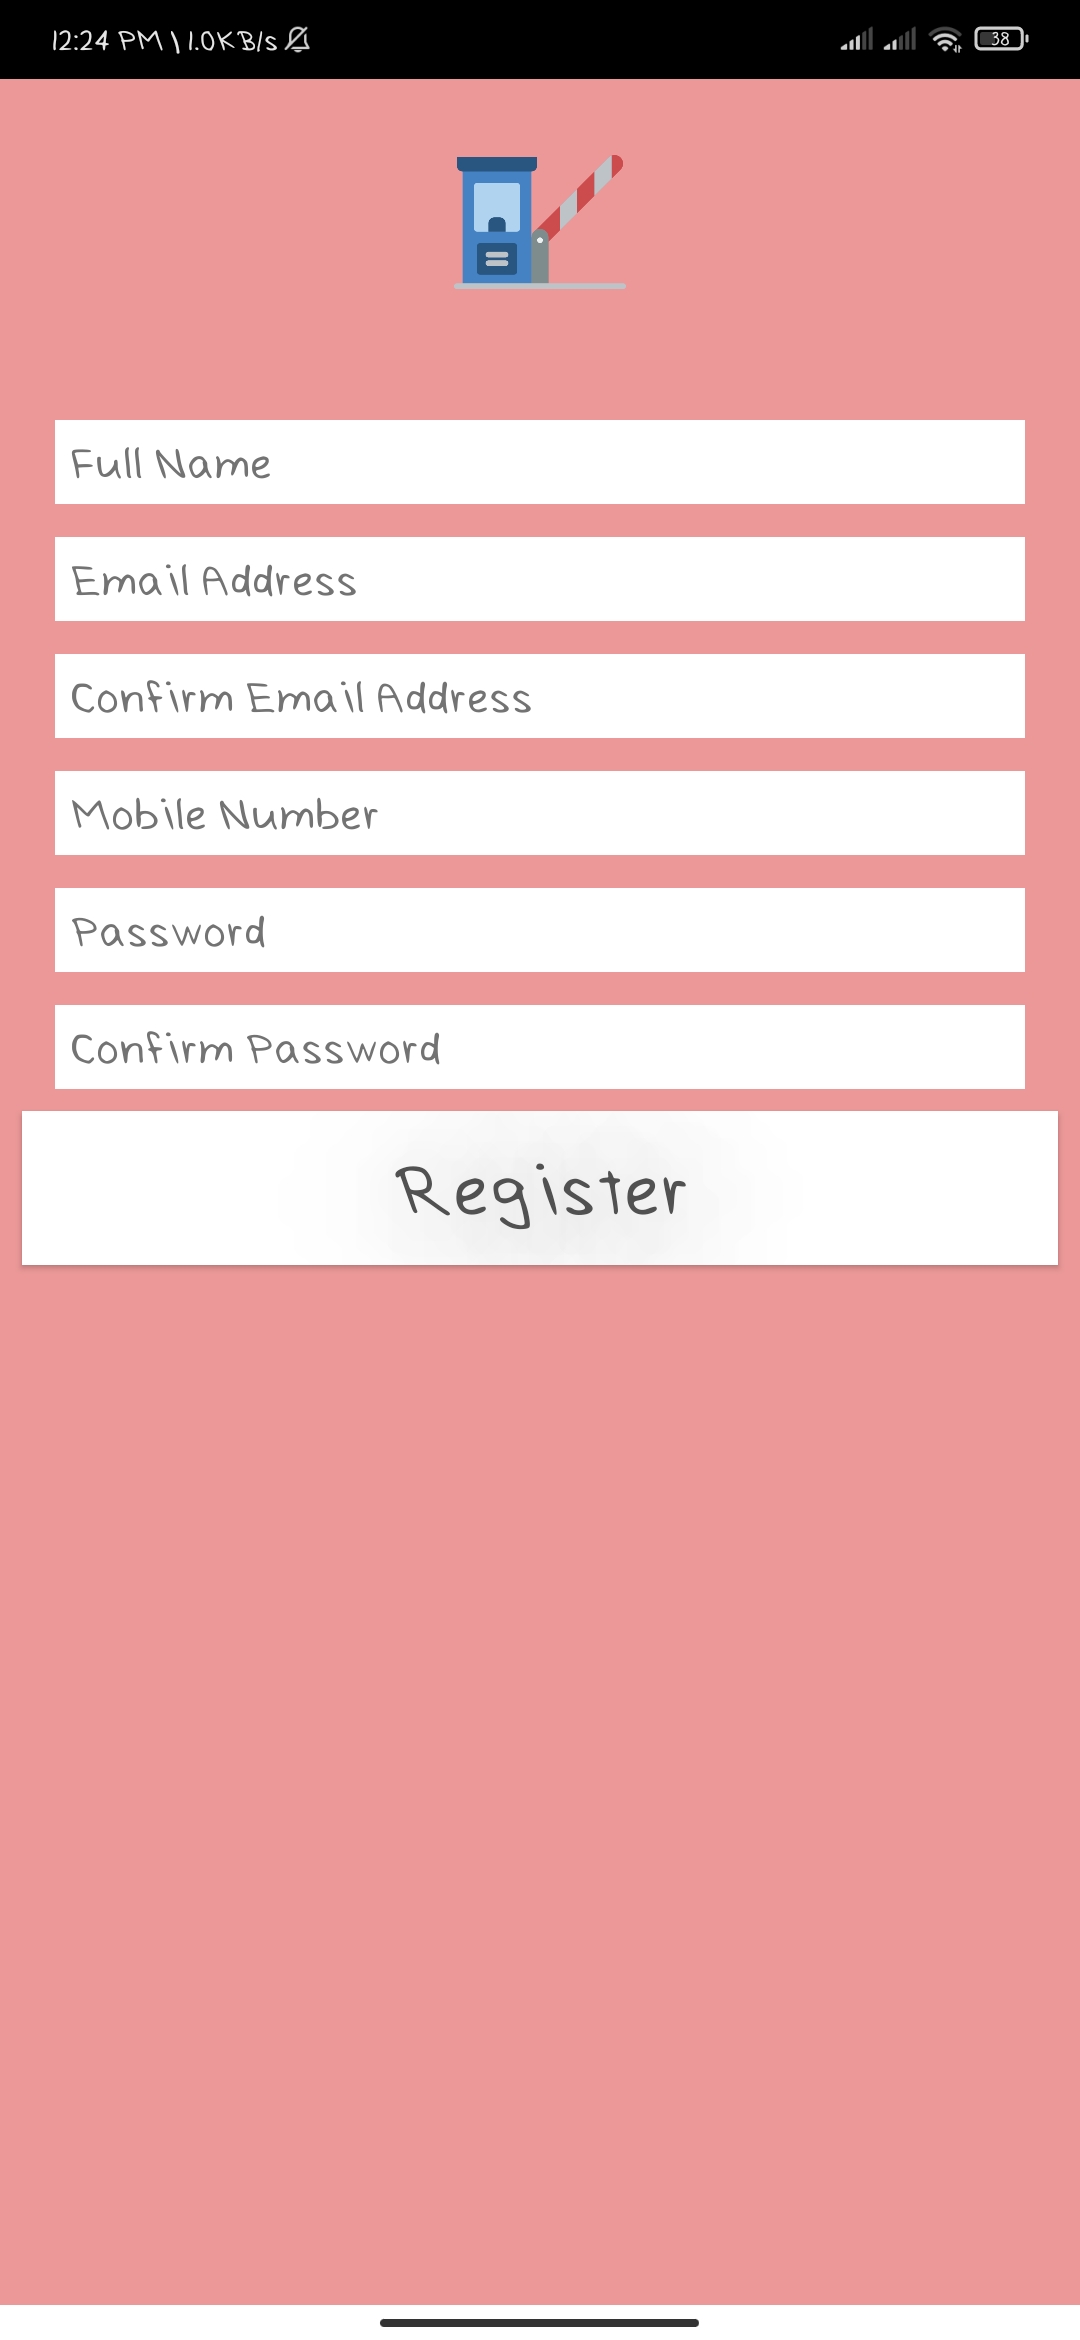 12:24 PM | 1.0KB/s
38
Full Name
Email Address
Confirm Email Address
Mobile Number
Password
Confirm Password
Register